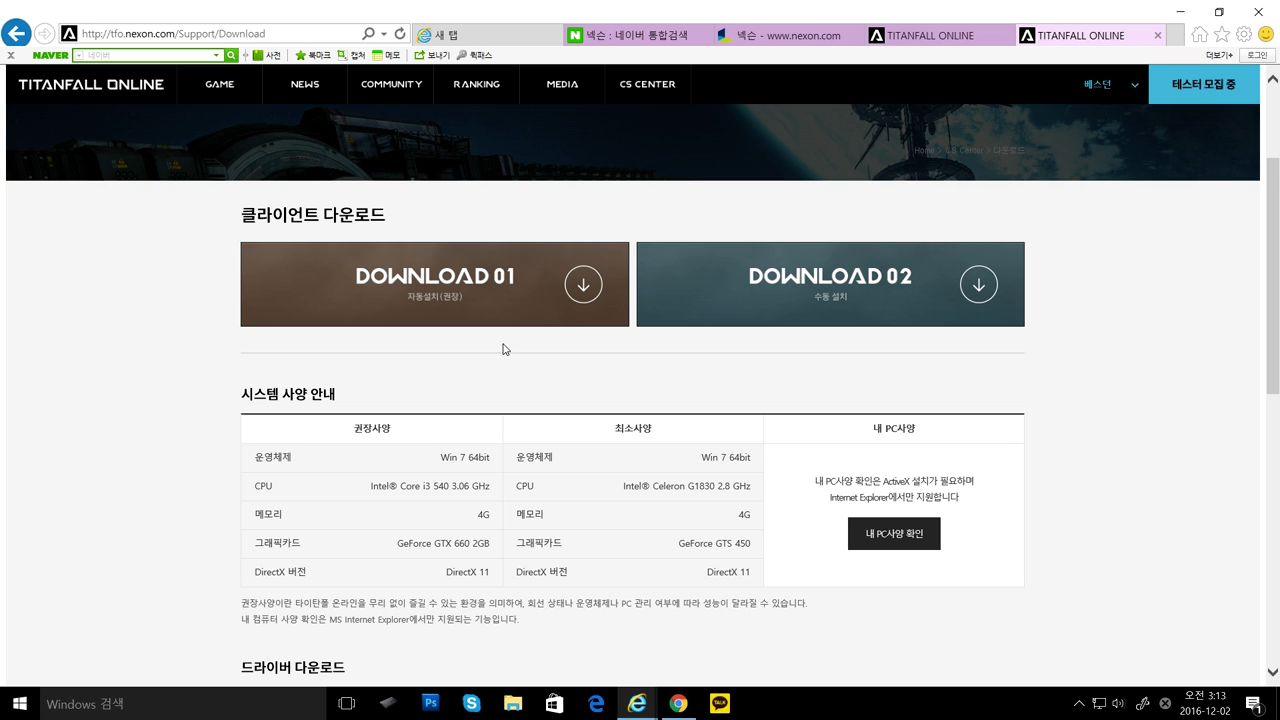 http://tfo.nexon.com/Support/Download
새 탭
넥슨 : 네이버 통합검색
넥슨 - www.nexon.com
TITANFALL ONLINE
TITANFALL ONLINE
X NAVER 네이버 사전 북마크 캡처 메모 보내기 퀵패스 더보기+ 로그인
TITANFALL ONLINE GAME NEWS COMMUNITY RANKING MEDIA CS CENTER 베스던 테스터 모집 중
Home > CS Center > 다운로드
클라이언트 다운로드
DOWNLOAD 01
자동설치(권장)
DOWNLOAD 02
수동 설치
시스템 사양 안내
권장사양 최소사양 내 PC사양
운영체제 Win 7 64bit 운영체제 Win 7 64bit
CPU Intel® Core i3 540 3.06 GHz CPU Intel® Celeron G1830 2.8 GHz
메모리 4G 메모리 4G
그래픽카드 GeForce GTX 660 2GB 그래픽카드 GeForce GTS 450
DirectX 버전 DirectX 11 DirectX 버전 DirectX 11
내 PC사양 확인은 ActiveX 설치가 필요하며
Internet Explorer에서만 지원합니다
내 PC사양 확인
권장사양이란 타이탄폴 온라인을 무리 없이 즐길 수 있는 환경을 의미하며, 회선 상태나 운영체제나 PC 관리 여부에 따라 성능이 달라질 수 있습니다.
내 컴퓨터 사양 확인은 MS Internet Explorer에서만 지원되는 기능입니다.
드라이버 다운로드
Windows 검색
Ps
TALK
오전 3:13
2016-12-02
1